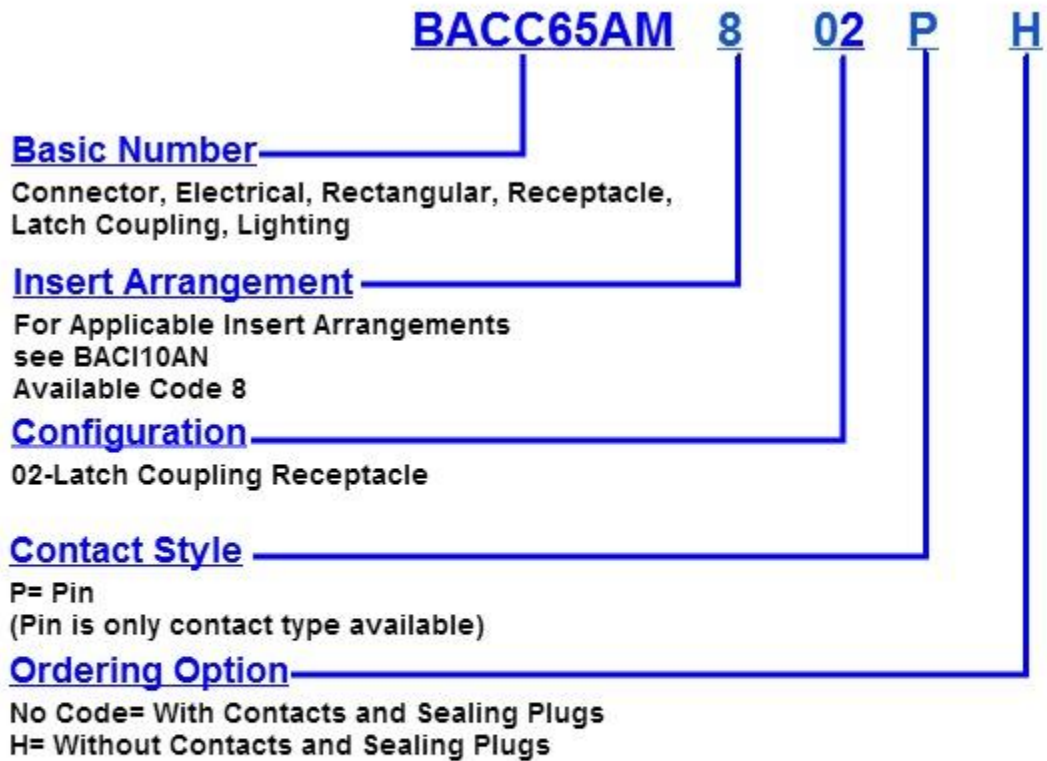 BACC65AM 8 02 P H
Basic Number
Connector, Electrical, Rectangular, Receptacle,
Latch Coupling, Lighting
Insert Arrangement
For Applicable Insert Arrangements
see BACI10AN
Available Code 8
Configuration
02-Latch Coupling Receptacle
Contact Style
P= Pin
(Pin is only contact type available)
Ordering Option
No Code= With Contacts and Sealing Plugs
H= Without Contacts and Sealing Plugs